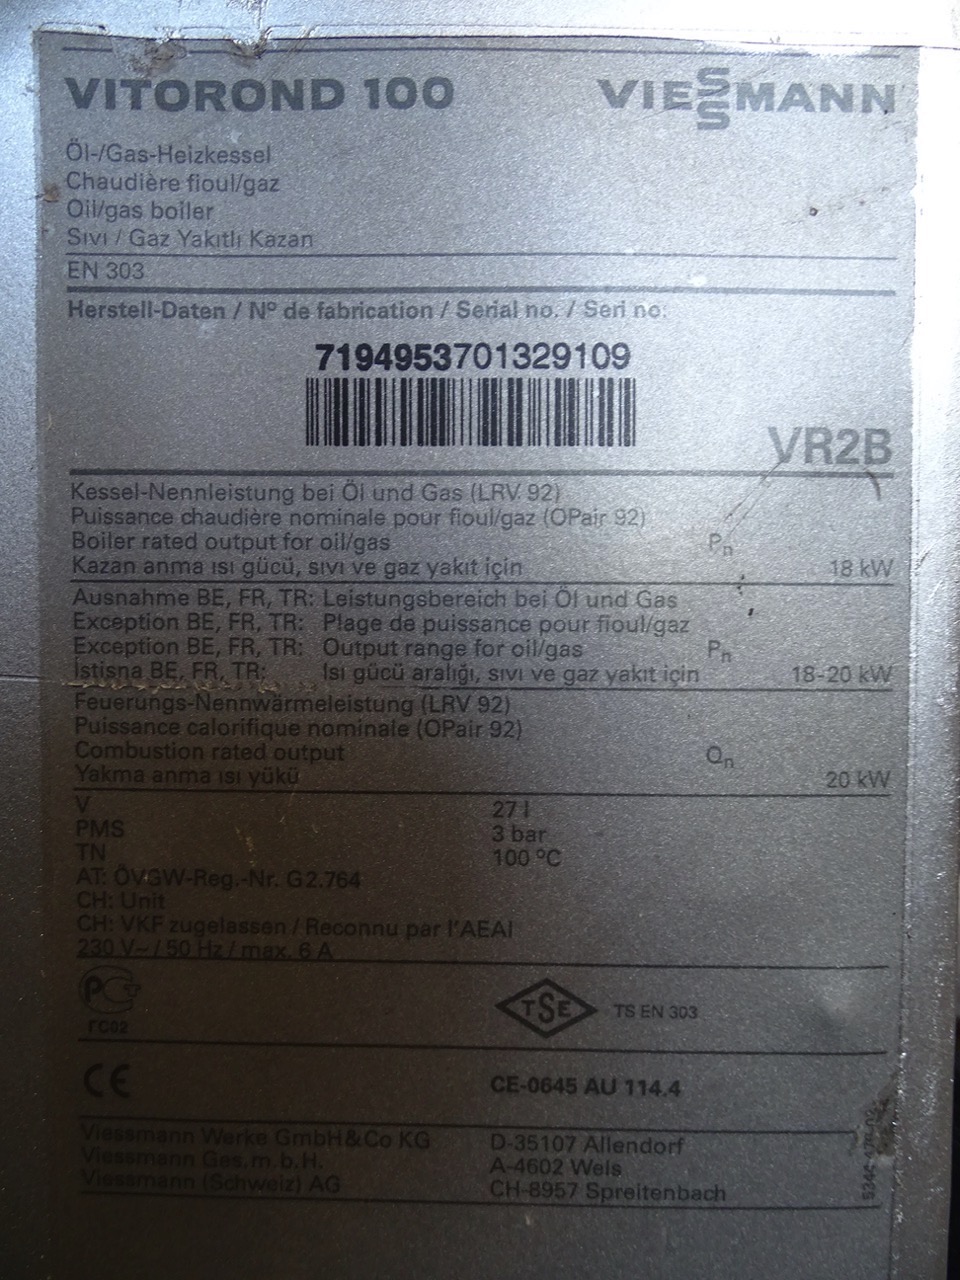 VITOROND 100
VIESSMANN
Öl-/Gas-Heizkessel
Chaudière fioul/gaz
Oil/gas boiler
Sıvı / Gaz Yakıtlı Kazan
EN 303
Herstell-Daten / Nº de fabrication / Serial no. / Seri no:
7194953701329109
VR2B
Kessel-Nennleistung bei Öl und Gas (LRV 92)
Puissance chaudière nominale pour fioul/gaz (OPair 92)
Boiler rated output for oil/gas Pn
Kazan anma ısı gücü, sıvı ve gaz yakıt için 18 kW
Ausnahme BE, FR, TR: Leistungsbereich bei Öl und Gas
Exception BE, FR, TR: Plage de puissance pour fioul/gaz
Exception BE, FR, TR: Output range for oil/gas Pn
İstisna BE, FR, TR: Isı gücü aralığı, sıvı ve gaz yakıt için 18-20 kW
Feuerungs-Nennwärmeleistung (LRV 92)
Puissance calorifique nominale (OPair 92)
Combustion rated output Qn
Yakma anma ısı yükü 20 kW
V 27 l
PMS 3 bar
TN 100 ºC
AT: ÖVGW-Reg.-Nr. G2.764
CH: Unit
CH: VKF zugelassen / Reconnu par l'AEAI
230 V~ / 50 Hz / max. 6 A
РСТ
ГС02
TSE TS EN 303
CE CE-0645 AU 114.4
Viessmann Werke GmbH&Co KG D-35107 Allendorf
Viessmann Ges.m.b.H. A-4602 Wels
Viessmann (Schweiz) AG CH-8957 Spreitenbach